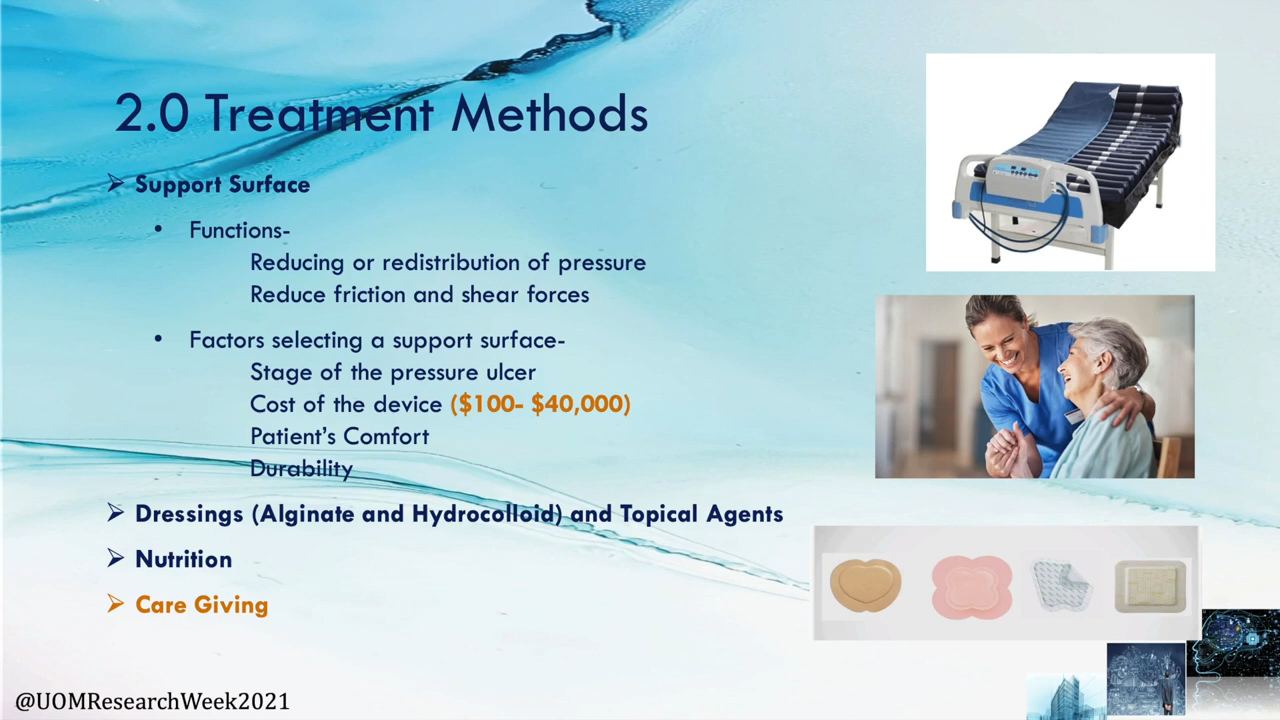 2.0 Treatment Methods
➢ Support Surface
• Functions-
Reducing or redistribution of pressure
Reduce friction and shear forces
• Factors selecting a support surface-
Stage of the pressure ulcer
Cost of the device ($100- $40,000)
Patient's Comfort
Durability
➢ Dressings (Alginate and Hydrocolloid) and Topical Agents
➢ Nutrition
➢ Care Giving
@UOMResearchWeek2021